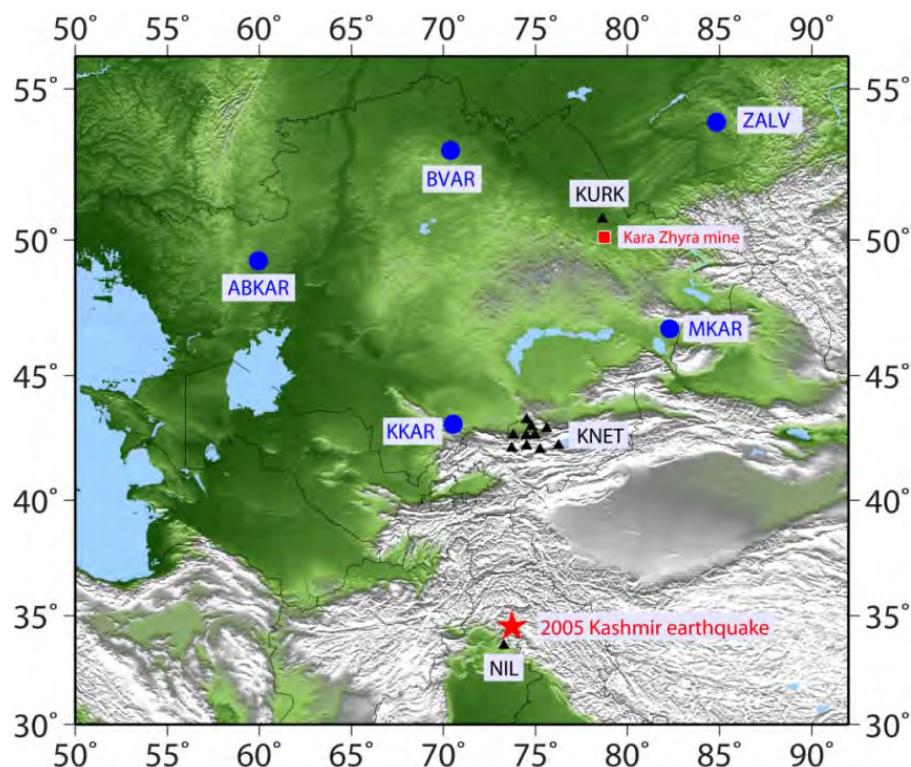 50° 55° 60° 65° 70° 75° 80° 85° 90°
55° 55°
ZALV
BVAR
KURK
Kara Zhyra mine
50° 50°
ABKAR
MKAR
45° 45°
KKAR
KNET
40° 40°
35° 35°
2005 Kashmir earthquake
NIL
30° 30°
50° 55° 60° 65° 70° 75° 80° 85° 90°